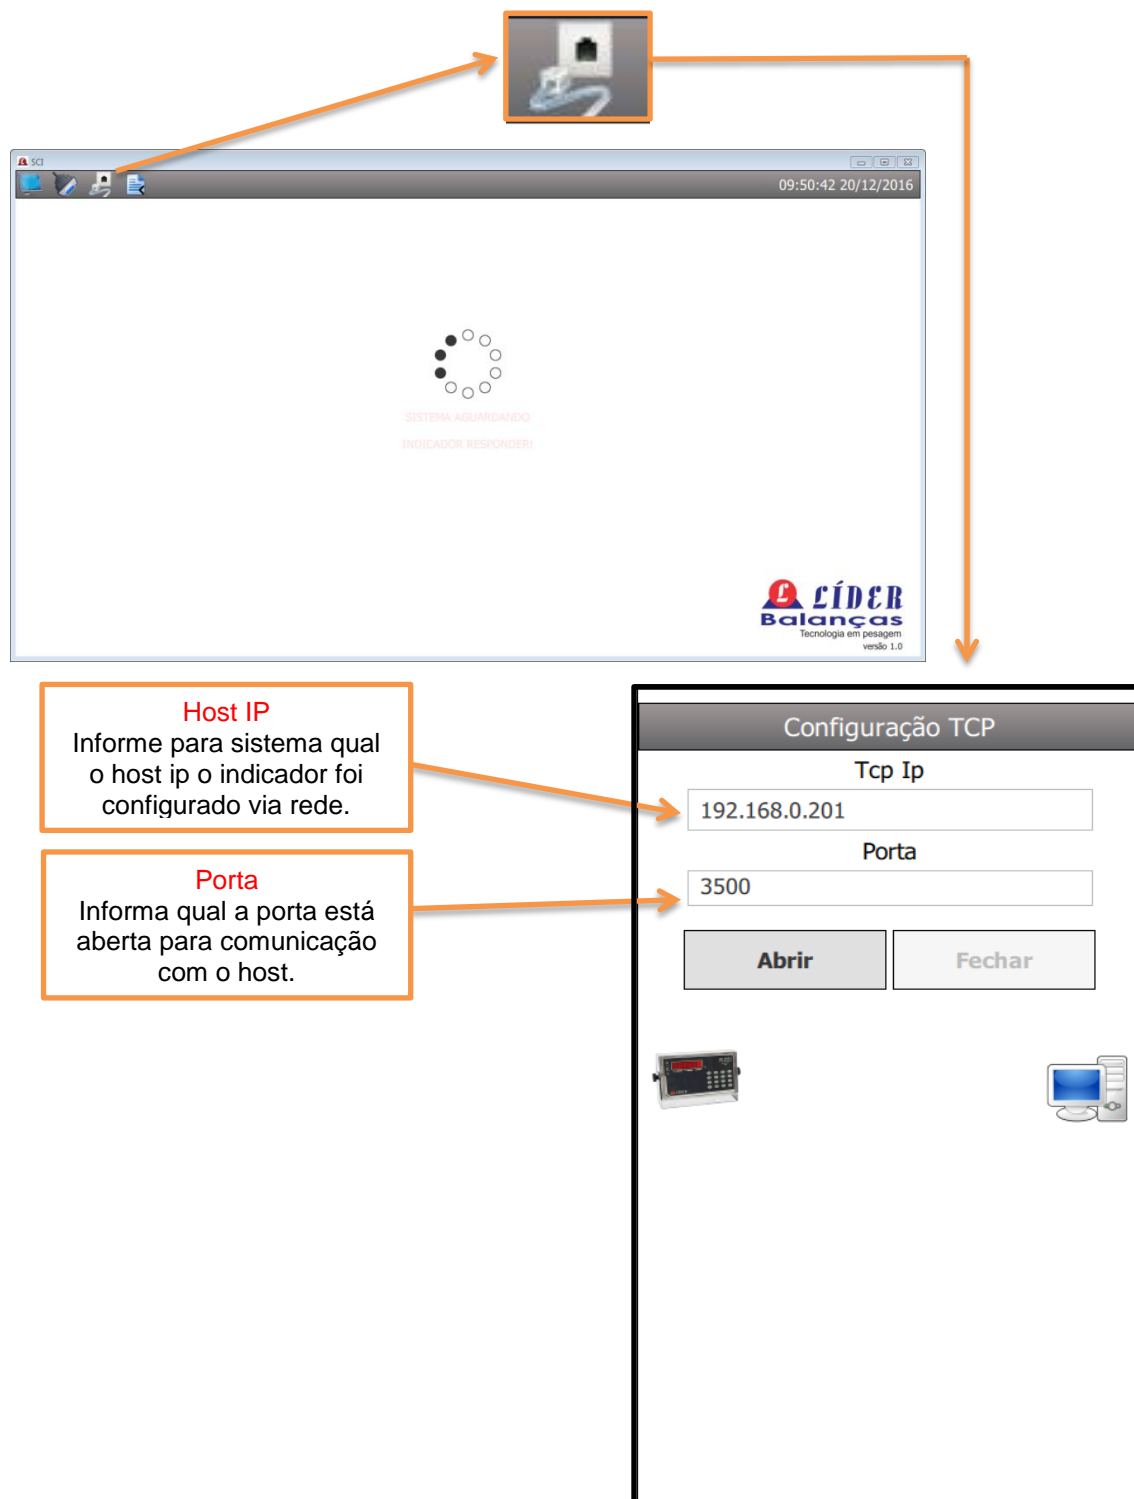 SCI
09:50:42 20/12/2016
SISTEMA AGUARDANDO
INDICADOR RESPONDER!
LÍDER
Balanças
Tecnologia em pesagem
versão 1.0
Host IP
Informe para sistema qual
o host ip o indicador foi
configurado via rede.
Porta
Informa qual a porta está
aberta para comunicação
com o host.
Configuração TCP
Tcp Ip
192.168.0.201
Porta
3500
Abrir Fechar